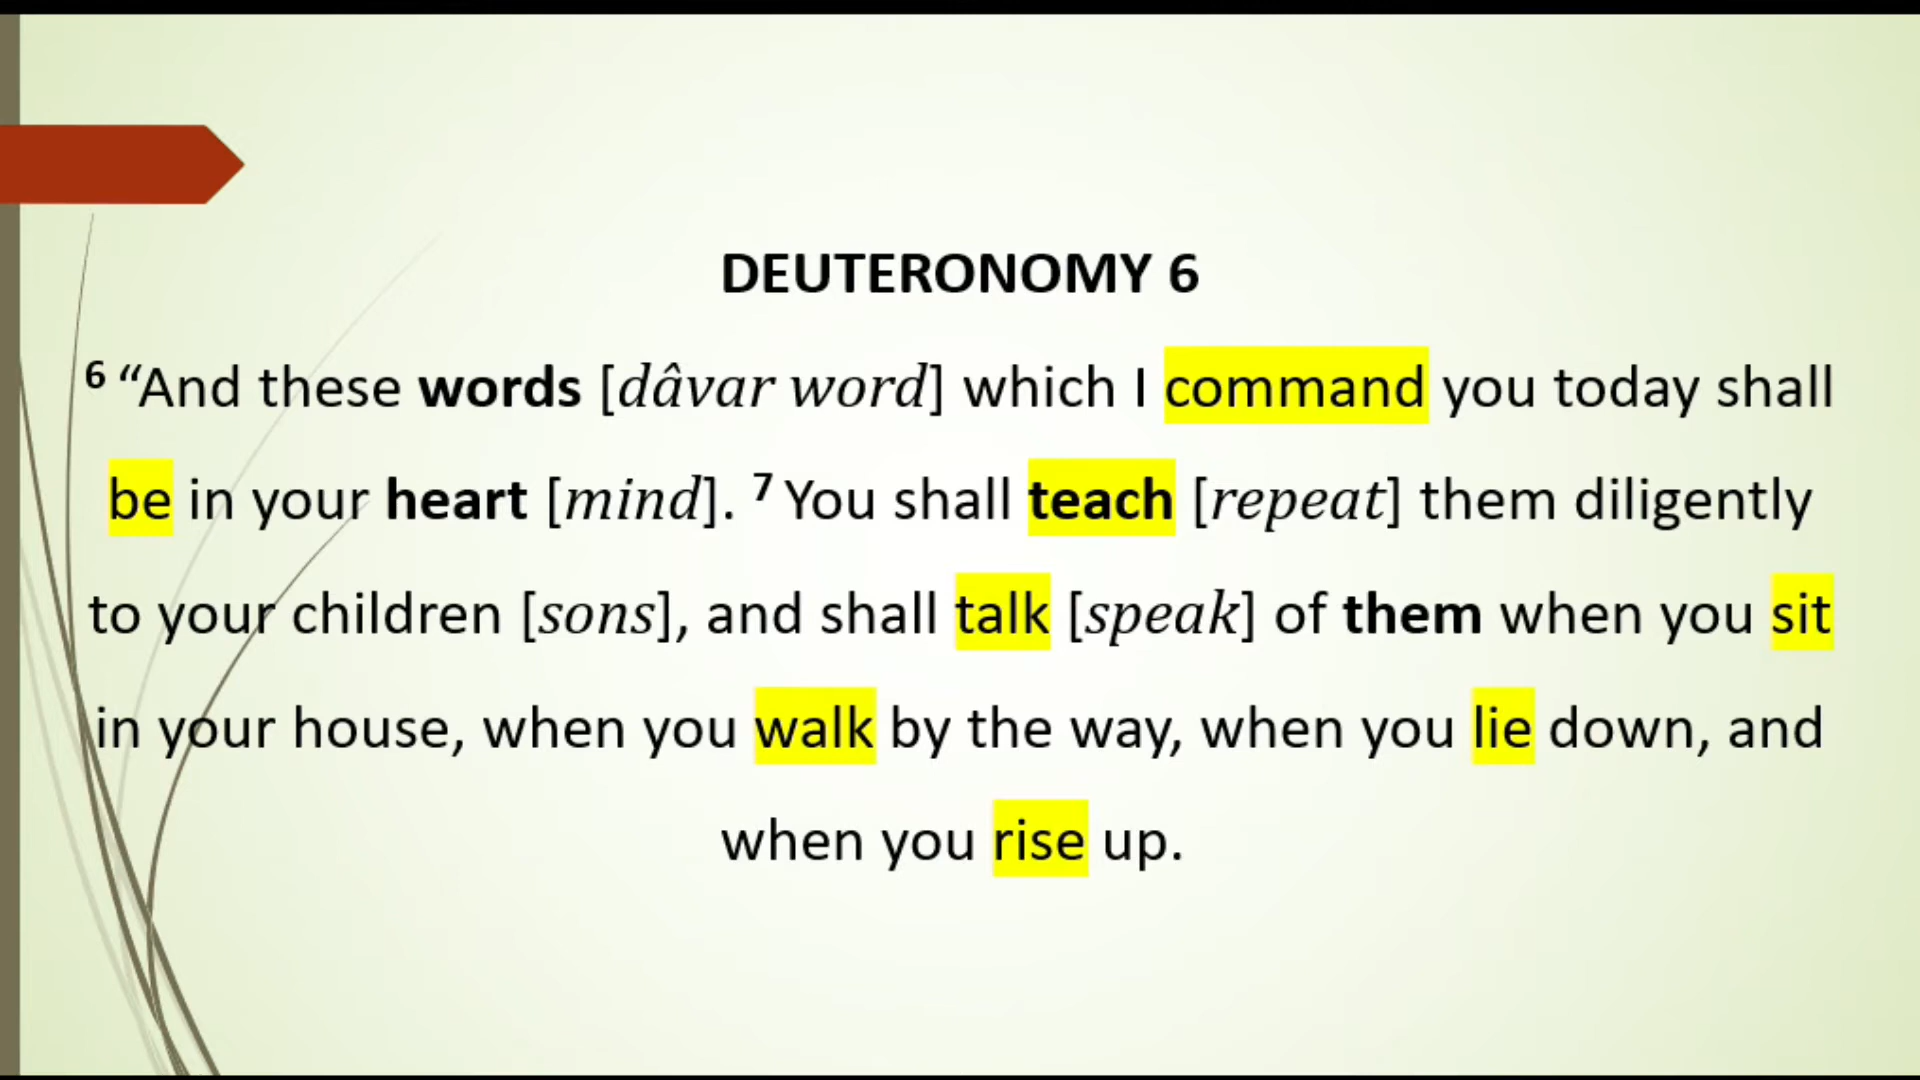 DEUTERONOMY 6
6 “And these words [dâvar word] which I command you today shall
be in your heart [mind]. 7 You shall teach [repeat] them diligently
to your children [sons], and shall talk [speak] of them when you sit
in your house, when you walk by the way, when you lie down, and
when you rise up.